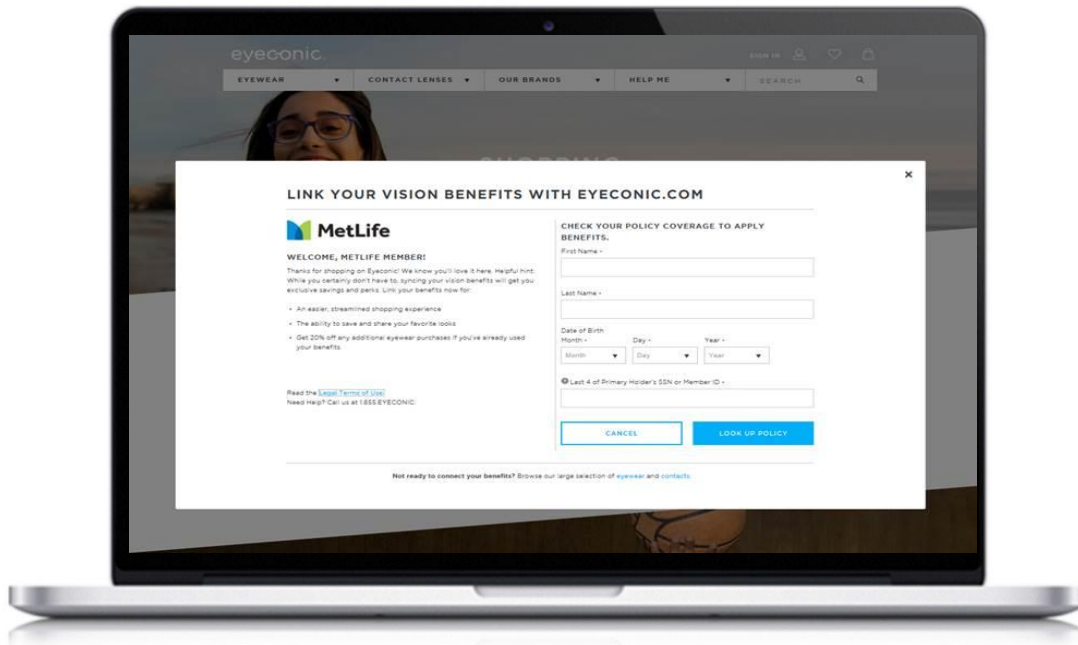 eyeconic.
SIGN IN
EYEWEAR
CONTACT LENSES
OUR BRANDS
HELP ME
SEARCH
SHOPPING
LINK YOUR VISION BENEFITS WITH EYECONIC.COM
MetLife
WELCOME, METLIFE MEMBER!
Thanks for shopping on Eyeconic! We know you'll love it here. Helpful hint:
While you certainly don't have to, syncing your vision benefits will get you
exclusive savings and perks. Link your benefits now for:
• An easier, streamlined shopping experience
• The ability to save and share your favorite looks
• Get 20% off any additional eyewear purchases if you've already used
your benefits.
Read the Legal Terms of Use
Need Help? Call us at 1.855.EYECONIC.
CHECK YOUR POLICY COVERAGE TO APPLY
BENEFITS.
First Name *
Last Name *
Date of Birth
Month * Day * Year *
Month Day Year
Last 4 of Primary Holder's SSN or Member ID *
CANCEL LOOK UP POLICY
Not ready to connect your benefits? Browse our large selection of eyewear and contacts.